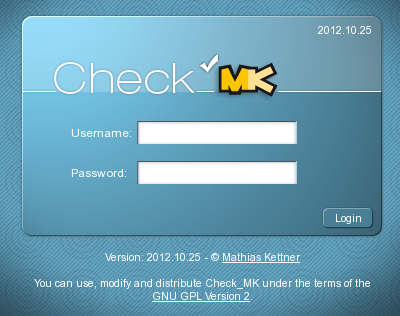 2012.10.25
Check MK
Username:
Password:
Login
Version: 2012.10.25 - © Mathias Kettner
You can use, modify and distribute Check_MK under the terms of the
GNU GPL Version 2.